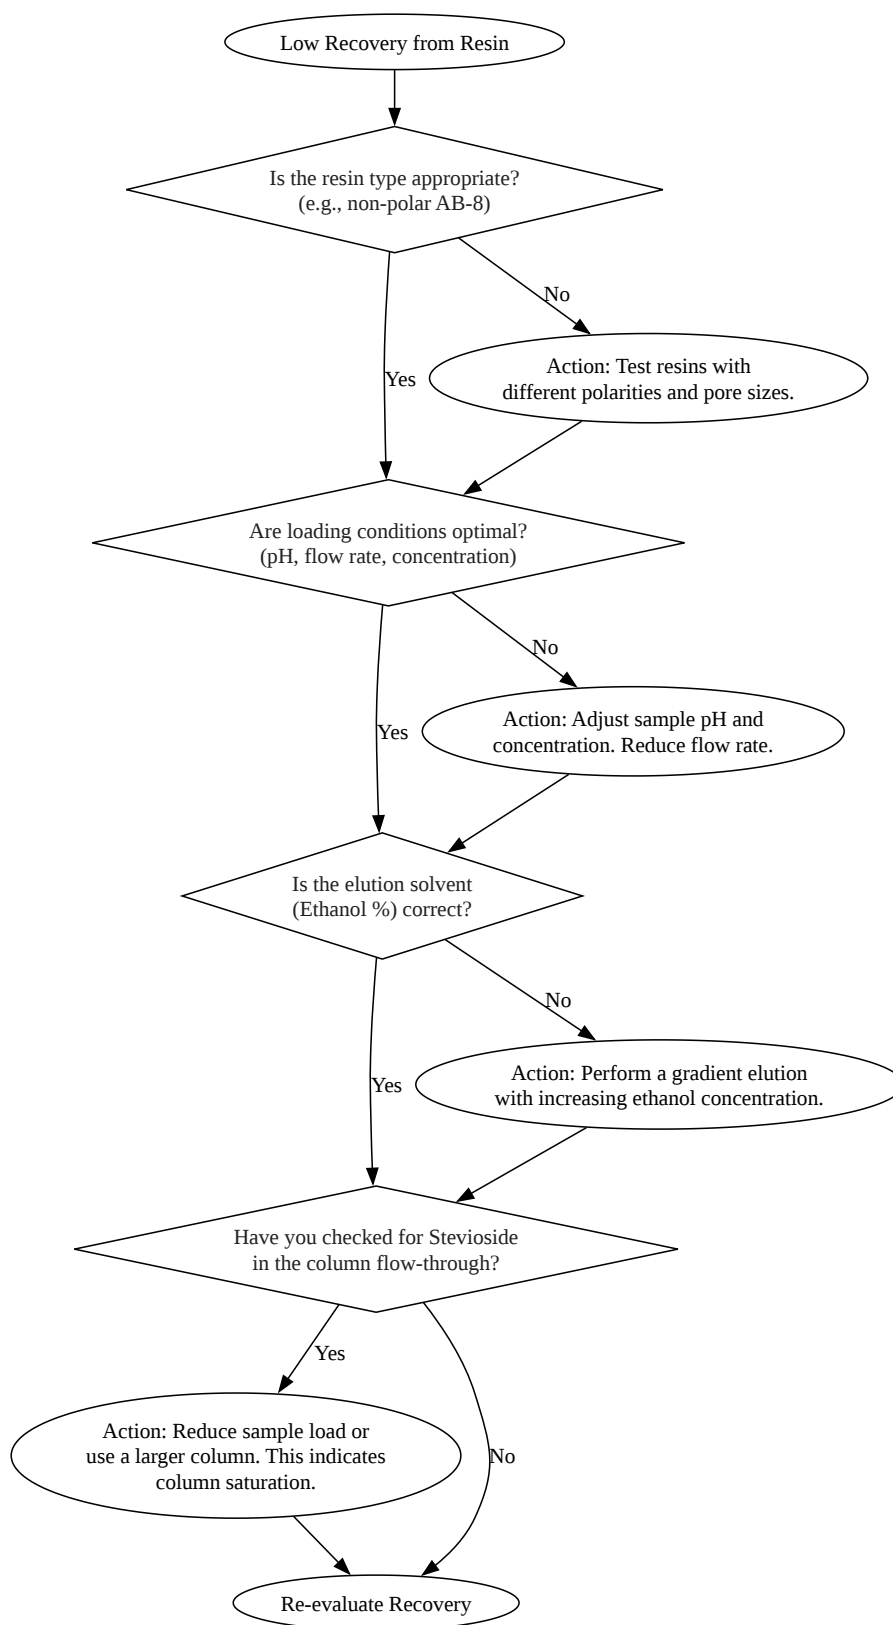 Low Recovery from Resin
Is the resin type appropriate?
(e.g., non-polar AB-8)
No
Action: Test resins with
different polarities and pore sizes.
Yes
Are loading conditions optimal?
(pH, flow rate, concentration)
No
Action: Adjust sample pH and
concentration. Reduce flow rate.
Yes
Is the elution solvent
(Ethanol %) correct?
No
Action: Perform a gradient elution
with increasing ethanol concentration.
Yes
Have you checked for Stevioside
in the column flow-through?
Yes
Action: Reduce sample load or
use a larger column. This indicates
column saturation.
No
Re-evaluate Recovery